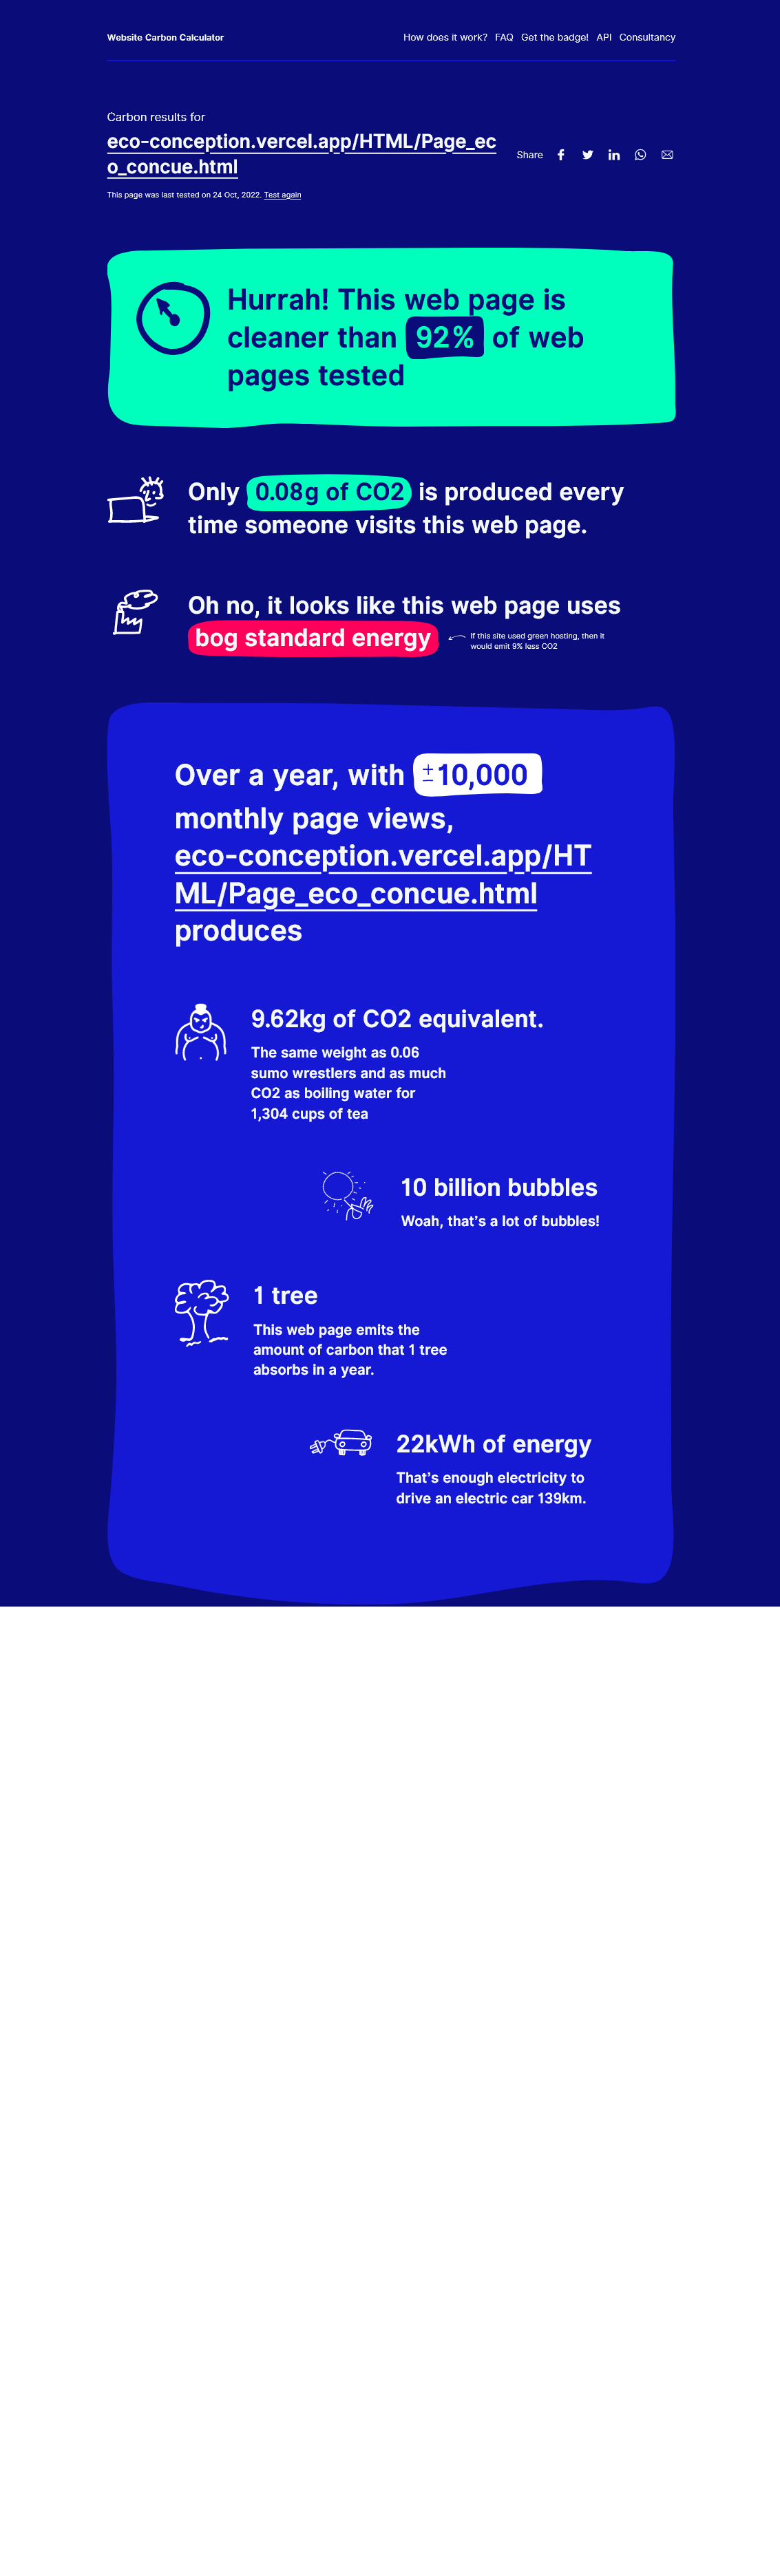 Website Carbon Calculator
How does it work? FAQ Get the badge! API Consultancy
Carbon results for
eco-conception.vercel.app/HTML/Page_ec
o_concue.html
Share
This page was last tested on 24 Oct, 2022. Test again
Hurrah! This web page is
cleaner than 92% of web
pages tested
Only 0.08g of CO2 is produced every
time someone visits this web page.
Oh no, it looks like this web page uses
bog standard energy
If this site used green hosting, then it
would emit 9% less CO2
Over a year, with ±10,000
monthly page views,
eco-conception.vercel.app/HT
ML/Page_eco_concue.html
produces
9.62kg of CO2 equivalent.
The same weight as 0.06
sumo wrestlers and as much
CO2 as boiling water for
1,304 cups of tea
10 billion bubbles
Woah, that's a lot of bubbles!
1 tree
This web page emits the
amount of carbon that 1 tree
absorbs in a year.
22kWh of energy
That's enough electricity to
drive an electric car 139km.